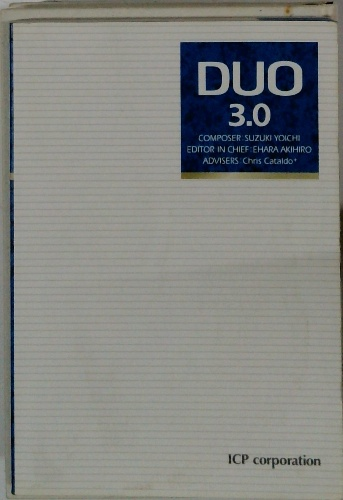 DUO
3.0
COMPOSER: SUZUKI YOICHI
EDITOR IN CHIEF: EHARA AKIHIRO
ADVISERS: Chris Cataldo*
ICP corporation